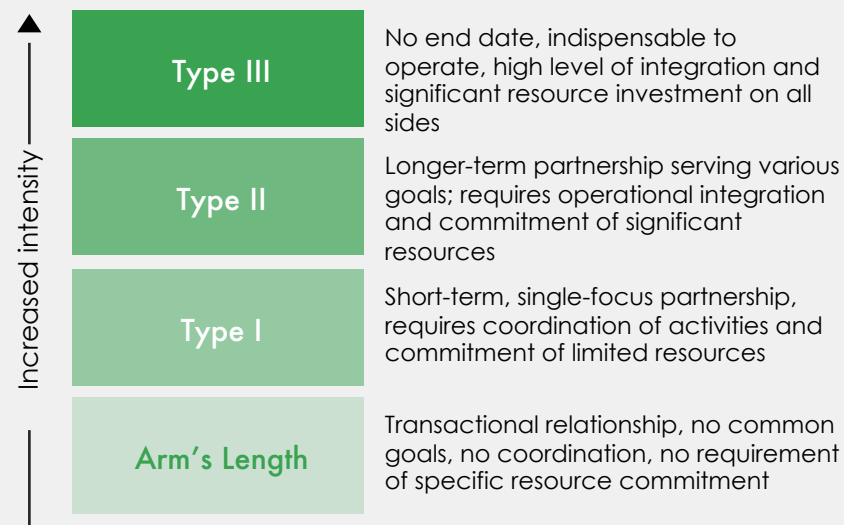 Increased intensity
Type III
No end date, indispensable to
operate, high level of integration and
significant resource investment on all
sides
Type II
Longer-term partnership serving various
goals; requires operational integration
and commitment of significant
resources
Type I
Short-term, single-focus partnership,
requires coordination of activities and
commitment of limited resources
Arm's Length
Transactional relationship, no common
goals, no coordination, no requirement
of specific resource commitment